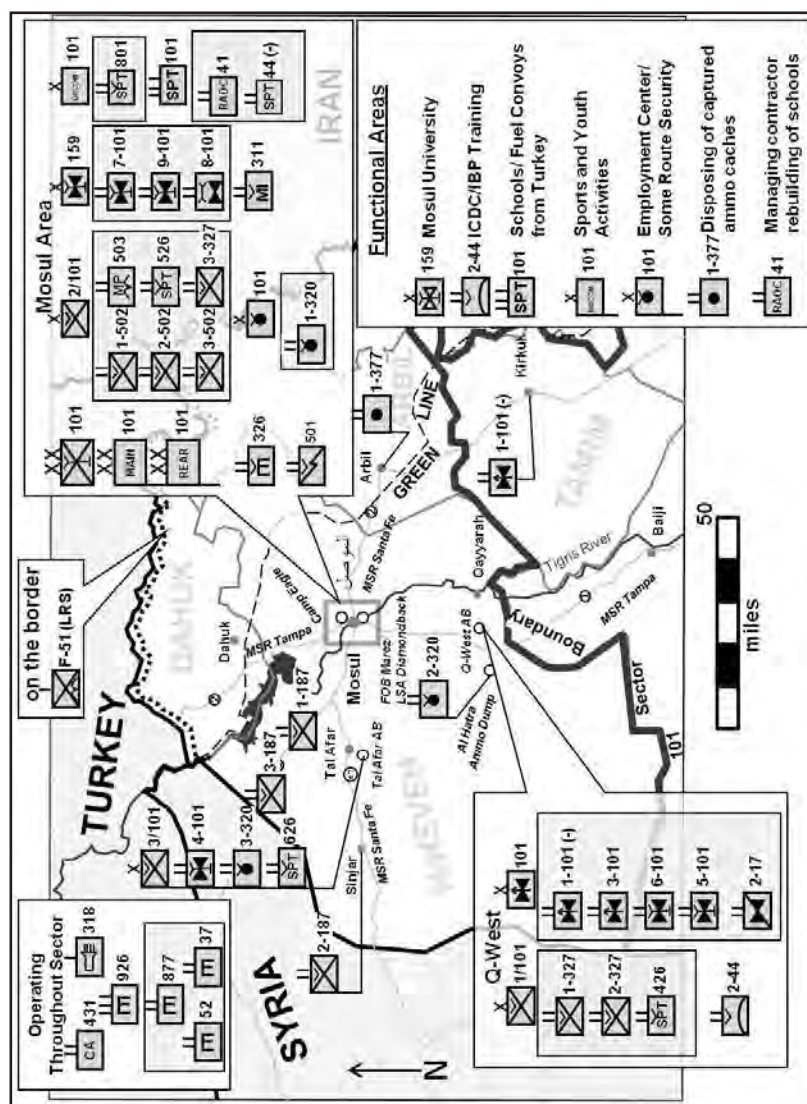 Operating
Throughout Sector
CA
431
318
E
926
E
877
E
52
E
37
on the border
F-51 (LRS)
Mosul Area
XX
101
XX
MAIN
101
XX
REAR
101
E
326
501
X
2/101
1-502
MP
503
2-502
SPT
526
3-502
3-327
X
101
1-320
X
159
7-101
9-101
8-101
MI
311
X
101
SPT
801
SPT
101
RAOC
41
SPT
44 (-)
TURKEY
SYRIA
IRAN
DAHUK
ARBIL
TAMIM
X
3/101
4-101
3-320
SPT
626
3-187
1-187
2-187
Dahuk
MSR Tampa
Camp Eagle
Mosul
MSR Santa Fe
Arbil
1-377
GREEN
LINE
Tal Afar
Tal Afar AB
Sinjar
MSR Santa Fe
FOB Marez
LSA Diamondback
2-320
Q-West AB
Al Hatra
Ammo Dump
Qayyarah
1-101 (-)
Kirkuk
Tigris River
Baiji
MSR Tampa
101
Sector
Boundary
N
50
miles
Q-West
X
1/101
1-327
2-327
SPT
426
2-44
X
101
1-101 (-)
3-101
6-101
5-101
2-17
Functional Areas
X
159 Mosul University
2-44 ICDC/IBP Training
SPT
101 Schools/ Fuel Convoys
from Turkey
X
101 Sports and Youth
Activities
X
101 Employment Center/
Some Route Security
1-377 Disposing of captured
ammo caches
RAOC
41 Managing contractor
rebuilding of schools